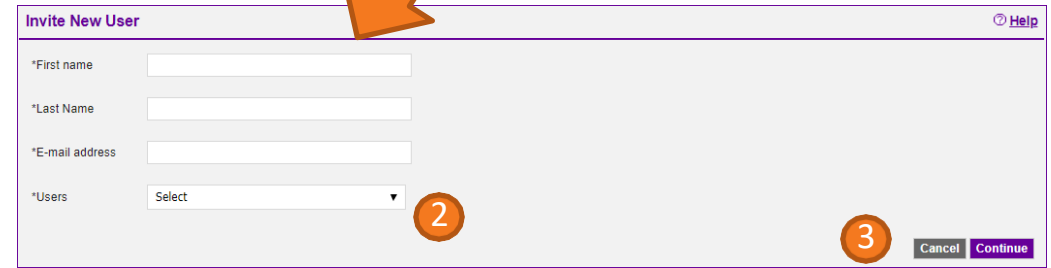 Invite New User
? Help
*First name
*Last Name
*E-mail address
*Users Select ▼
2
3 Cancel Continue